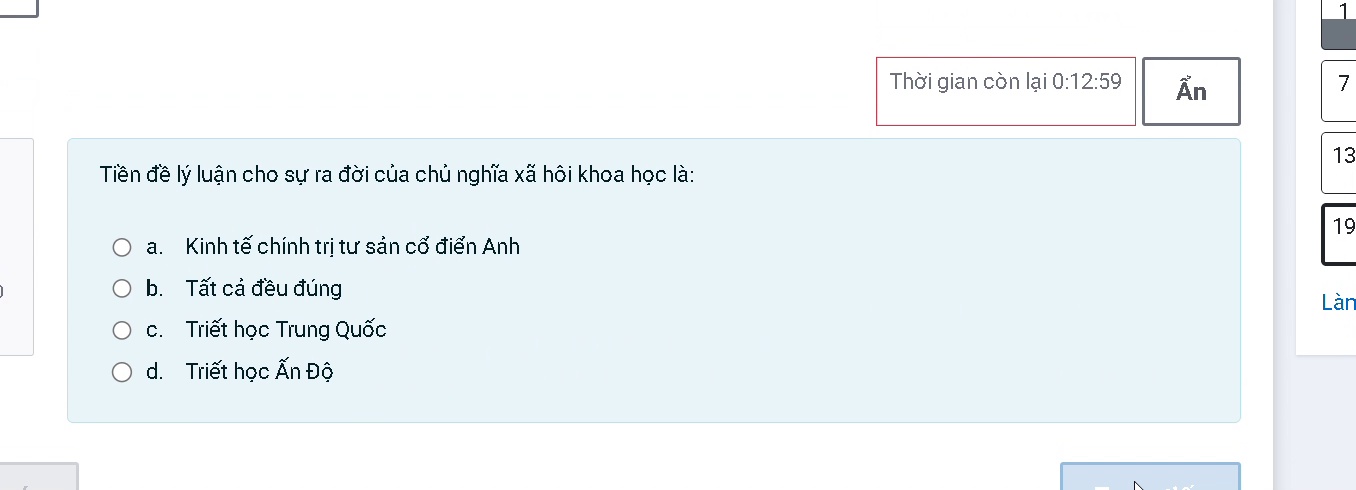 1
Thời gian còn lại 0:12:59
Ẩn
7
Tiền đề lý luận cho sự ra đời của chủ nghĩa xã hôi khoa học là:
13
19
a. Kinh tế chính trị tư sản cổ điển Anh
b. Tất cả đều đúng
c. Triết học Trung Quốc
d. Triết học Ấn Độ